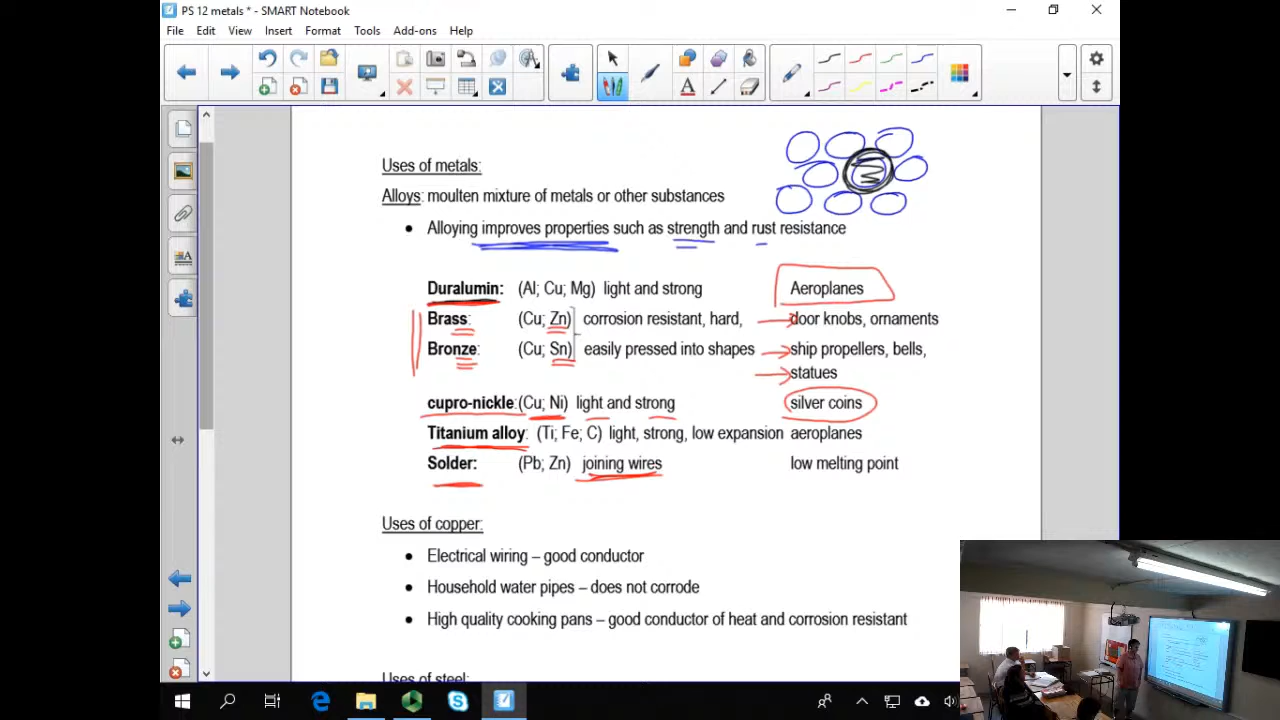 PS 12 metals * - SMART Notebook
File Edit View Insert Format Tools Add-ons Help
Uses of metals:
Alloys: moulten mixture of metals or other substances
• Alloying improves properties such as strength and rust resistance
Duralumin: (Al; Cu; Mg) light and strong Aeroplanes
Brass: (Cu; Zn) corrosion resistant, hard, door knobs, ornaments
Bronze: (Cu; Sn) easily pressed into shapes ship propellers, bells,
statues
cupro-nickle: (Cu; Ni) light and strong silver coins
Titanium alloy: (Ti; Fe; C) light, strong, low expansion aeroplanes
Solder: (Pb; Zn) joining wires low melting point
Uses of copper:
• Electrical wiring – good conductor
• Household water pipes – does not corrode
• High quality cooking pans – good conductor of heat and corrosion resistant
Uses of steel: